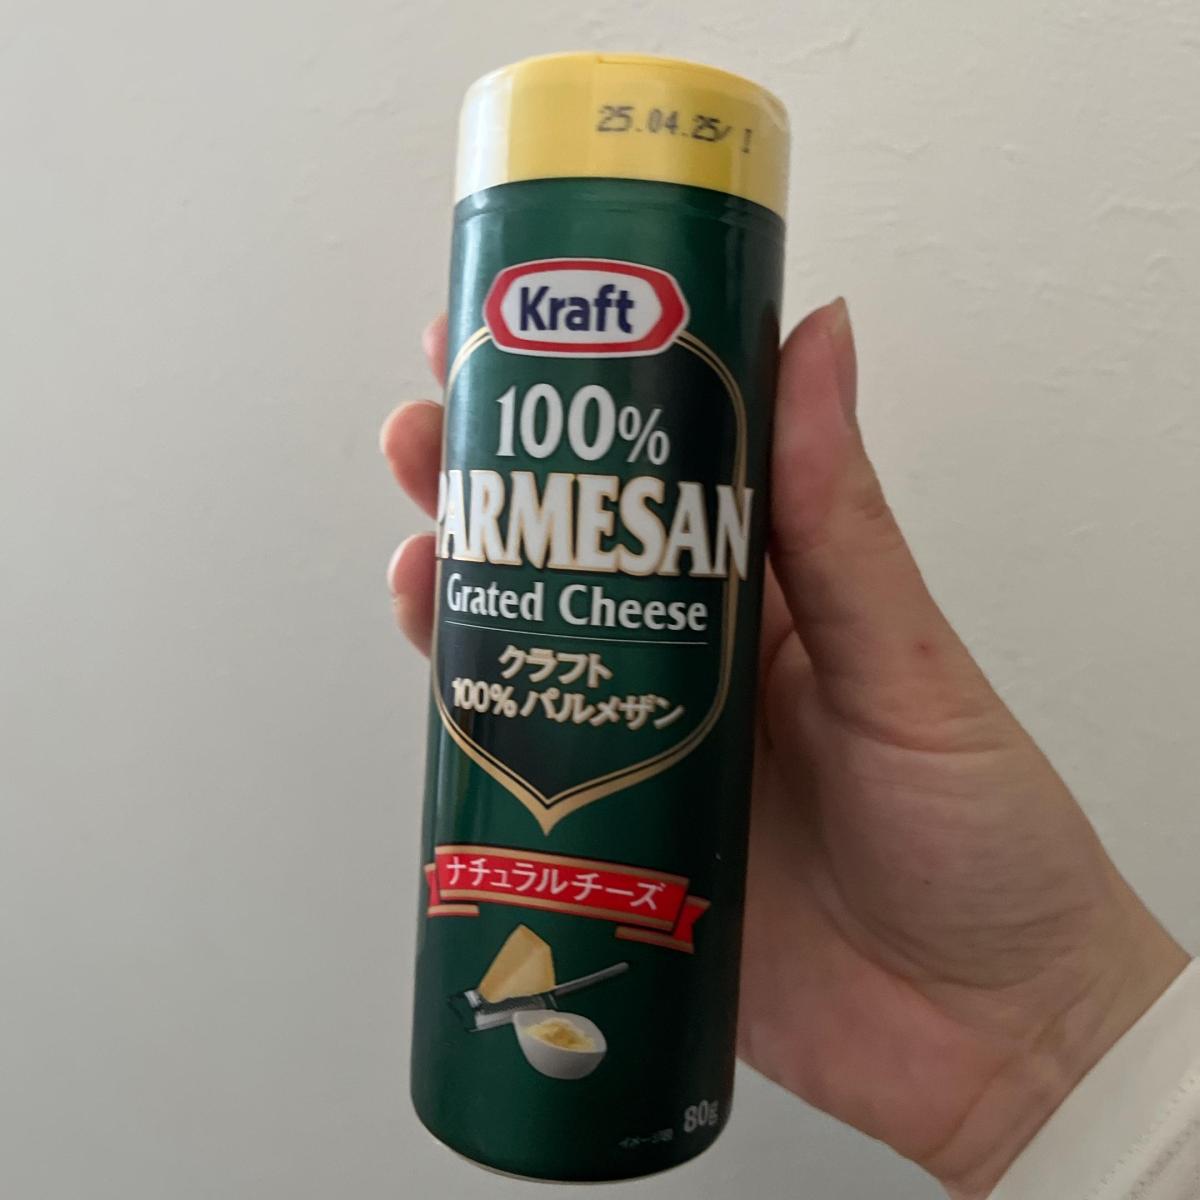 25.04.25/ !
Kraft
100%
PARMESAN
Grated Cheese
クラフト
100%パルメザン
ナチュラルチーズ
80g